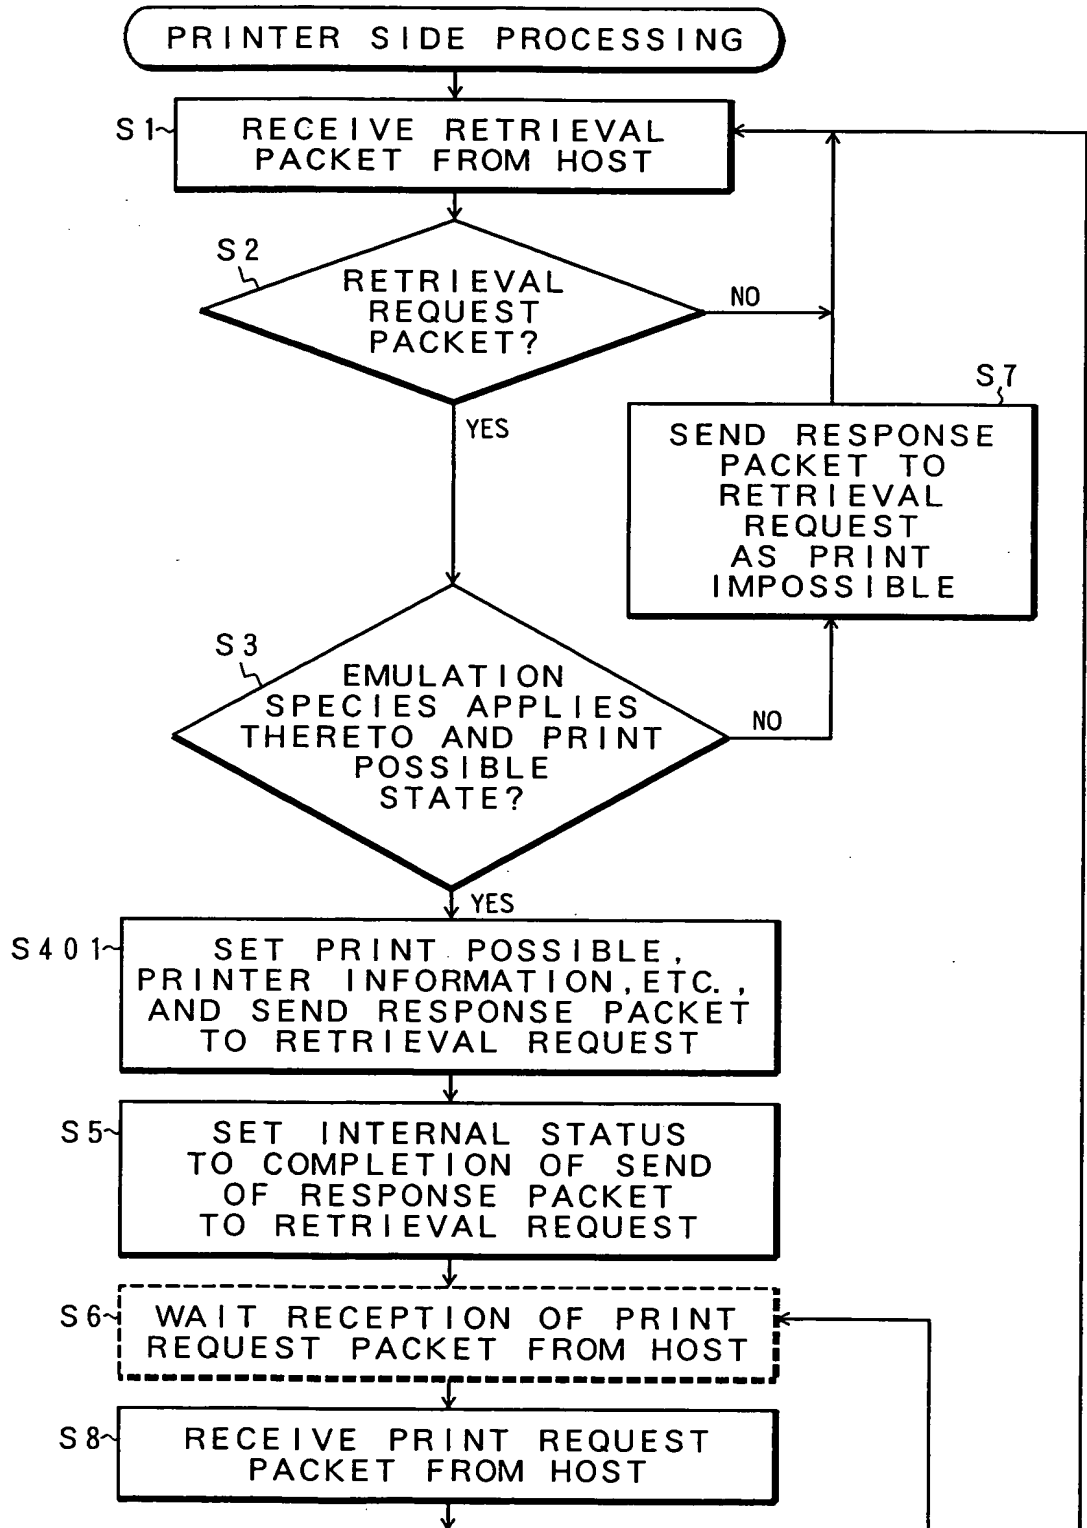 PRINTER SIDE PROCESSING
S1
RECEIVE RETRIEVAL
PACKET FROM HOST
S2
RETRIEVAL
REQUEST
PACKET?
NO
YES
S7
SEND RESPONSE
PACKET TO
RETRIEVAL
REQUEST
AS PRINT
IMPOSSIBLE
S3
EMULATION
SPECIES APPLIES
THERETO AND PRINT
POSSIBLE
STATE?
NO
YES
S401
SET PRINT POSSIBLE,
PRINTER INFORMATION, ETC.,
AND SEND RESPONSE PACKET
TO RETRIEVAL REQUEST
S5
SET INTERNAL STATUS
TO COMPLETION OF SEND
OF RESPONSE PACKET
TO RETRIEVAL REQUEST
S6
WAIT RECEPTION OF PRINT
REQUEST PACKET FROM HOST
S8
RECEIVE PRINT REQUEST
PACKET FROM HOST